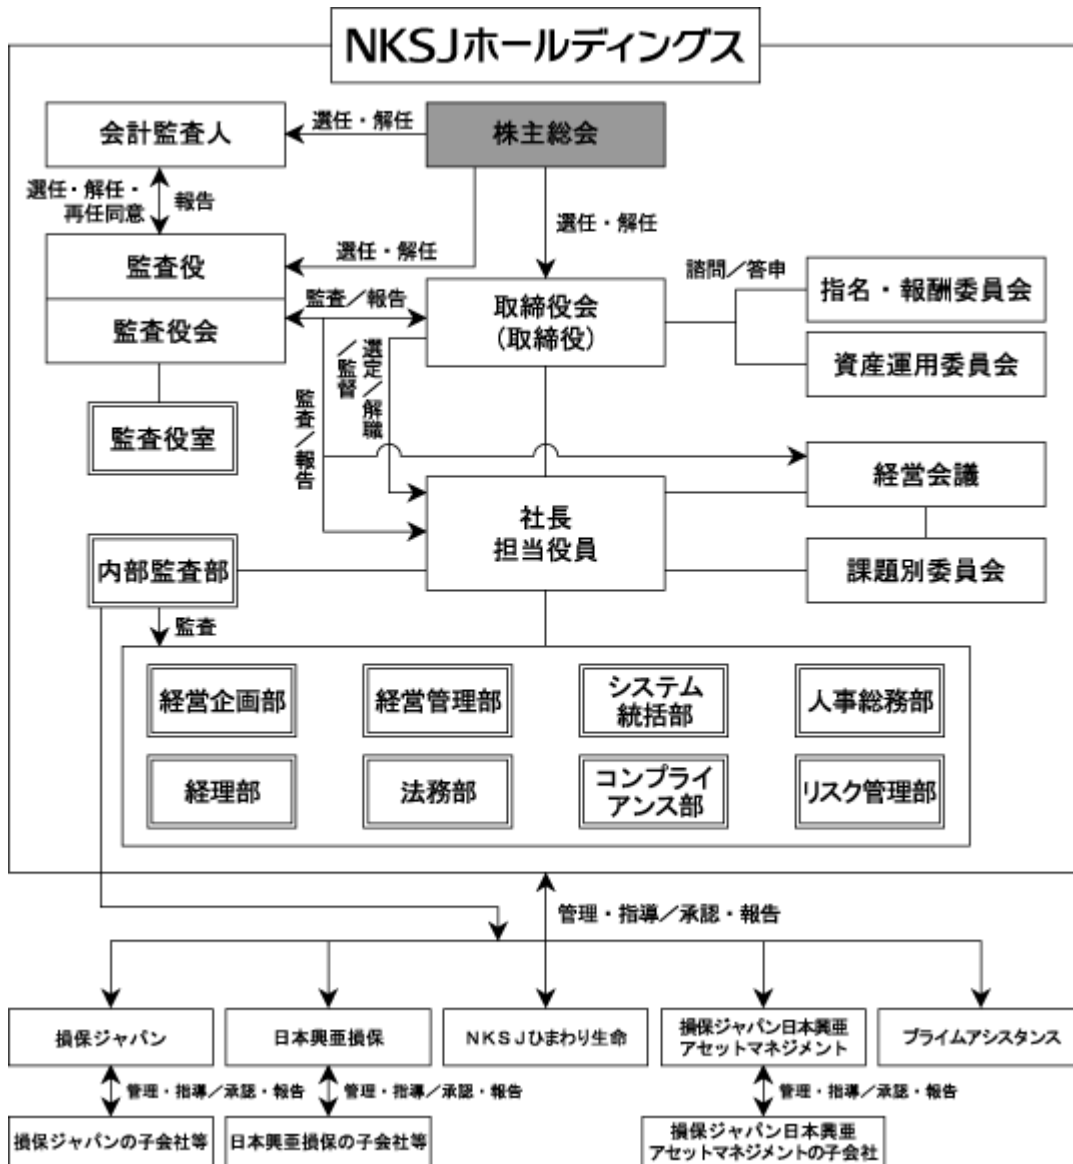 NKSJホールディングス
会計監査人
選任・解任
株主総会
選任・解任・
再任同意
報告
選任・解任
選任・解任
監査役
監査役会
監査／報告
取締役会
(取締役)
諮問／答申
指名・報酬委員会
資産運用委員会
選定／解職
／監督
監査／報告
監査役室
経営会議
社長
担当役員
内部監査部
課題別委員会
監査
経営企画部
経営管理部
システム
統括部
人事総務部
経理部
法務部
コンプライ
アンス部
リスク管理部
管理・指導／承認・報告
損保ジャパン
日本興亜損保
NKSJひまわり生命
損保ジャパン日本興亜
アセットマネジメント
プライムアシスタンス
管理・指導／承認・報告
管理・指導／承認・報告
管理・指導／承認・報告
損保ジャパンの子会社等
日本興亜損保の子会社等
損保ジャパン日本興亜
アセットマネジメントの子会社